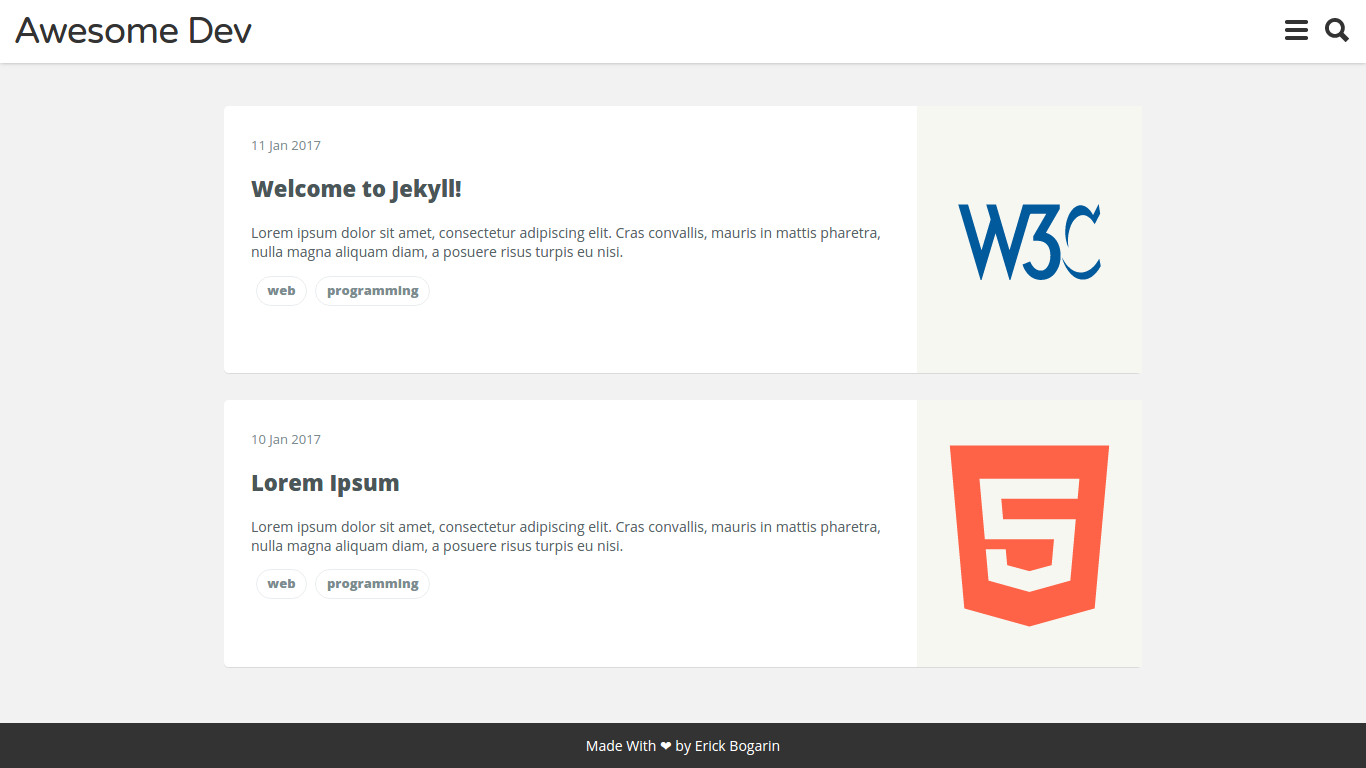 Awesome Dev
11 Jan 2017
Welcome to Jekyll!
Lorem ipsum dolor sit amet, consectetur adipiscing elit. Cras convallis, mauris in mattis pharetra,
nulla magna aliquam diam, a posuere risus turpis eu nisi.
web programming
W3C
10 Jan 2017
Lorem Ipsum
Lorem ipsum dolor sit amet, consectetur adipiscing elit. Cras convallis, mauris in mattis pharetra,
nulla magna aliquam diam, a posuere risus turpis eu nisi.
web programming
5
Made With ❤ by Erick Bogarin